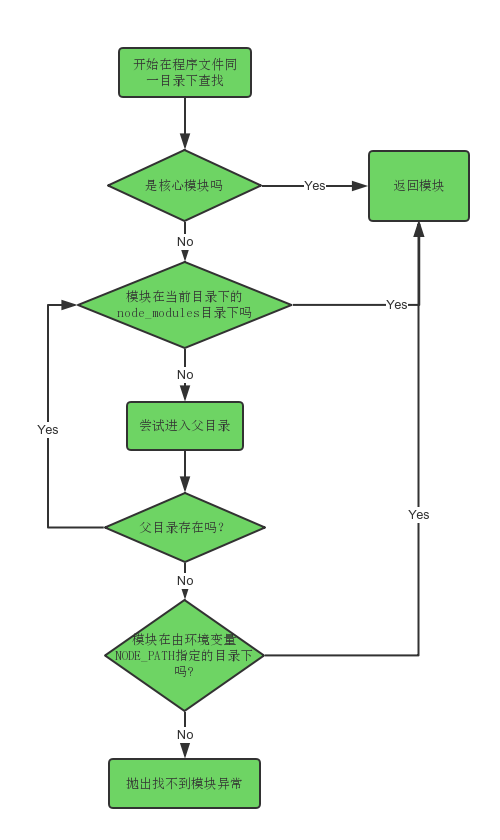 开始在程序文件同
一目录下查找
是核心模块吗
Yes
返回模块
No
模块在当前目录下的
node_modules目录下吗
Yes
No
Yes
尝试进入父目录
Yes
父目录存在吗?
No
模块在由环境变量
NODE_PATH指定的目录下
吗?
No
抛出找不到模块异常